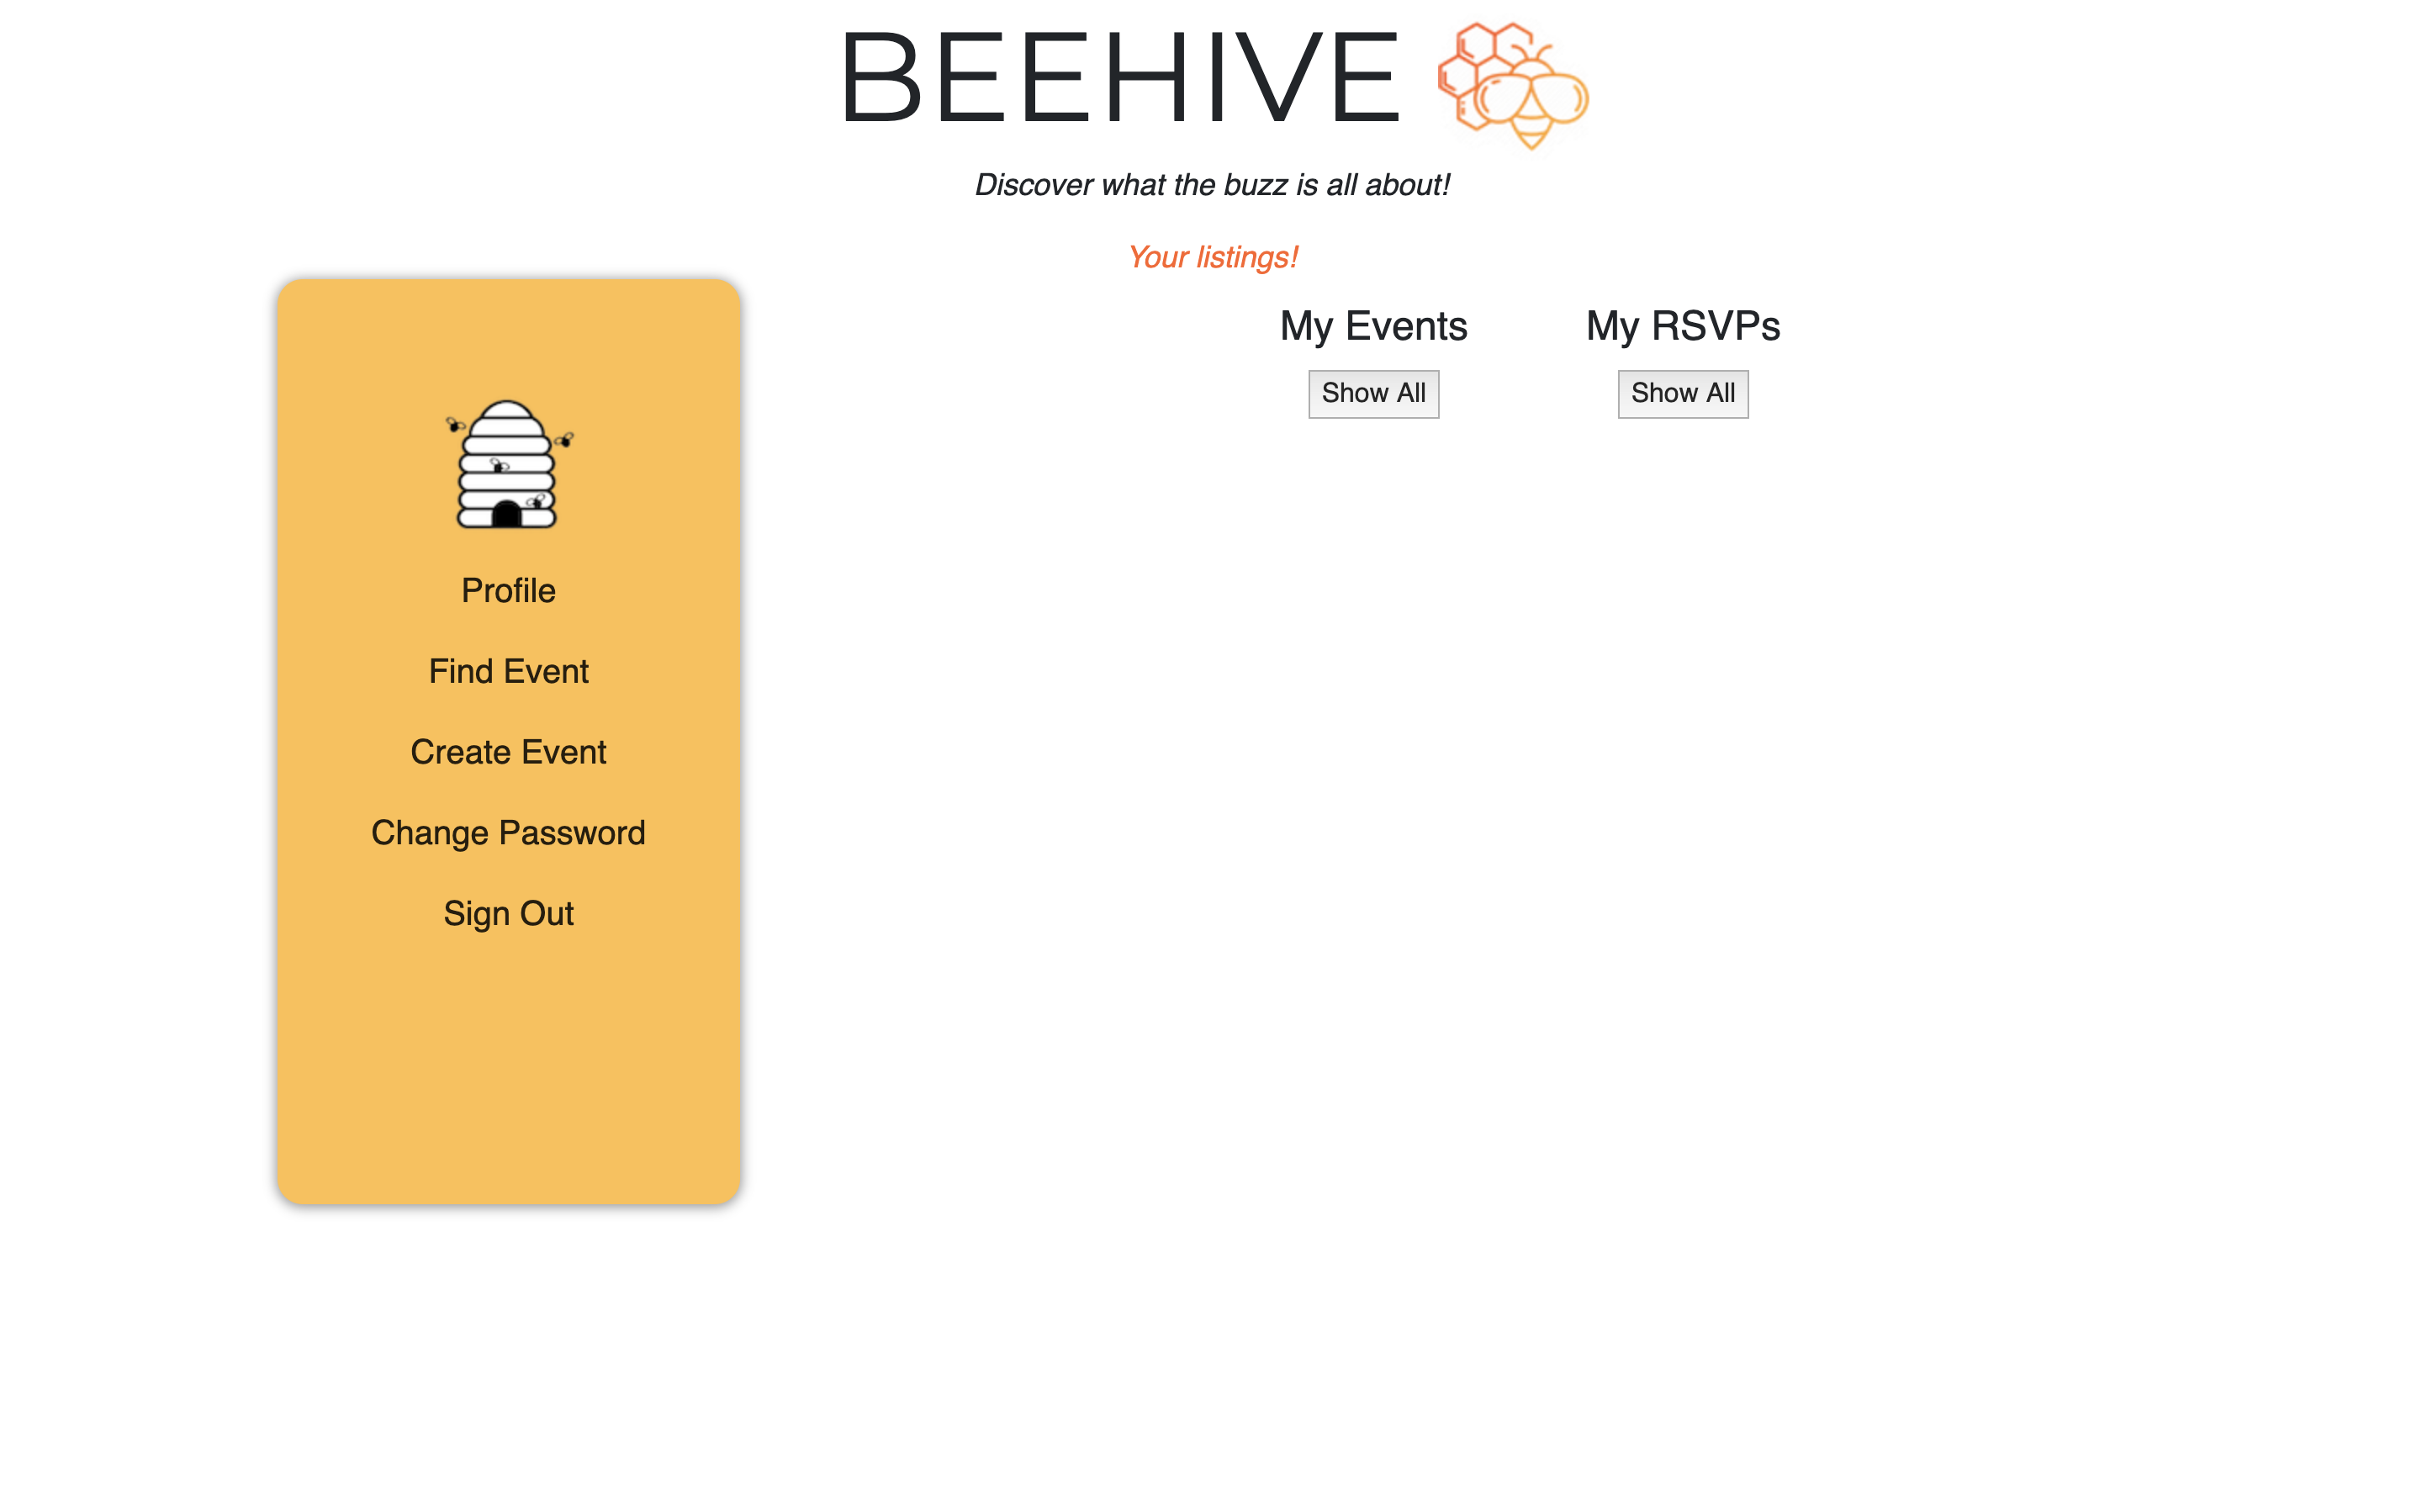 BEEHIVE
Discover what the buzz is all about!
Your listings!
My Events
Show All
My RSVPs
Show All
Profile
Find Event
Create Event
Change Password
Sign Out